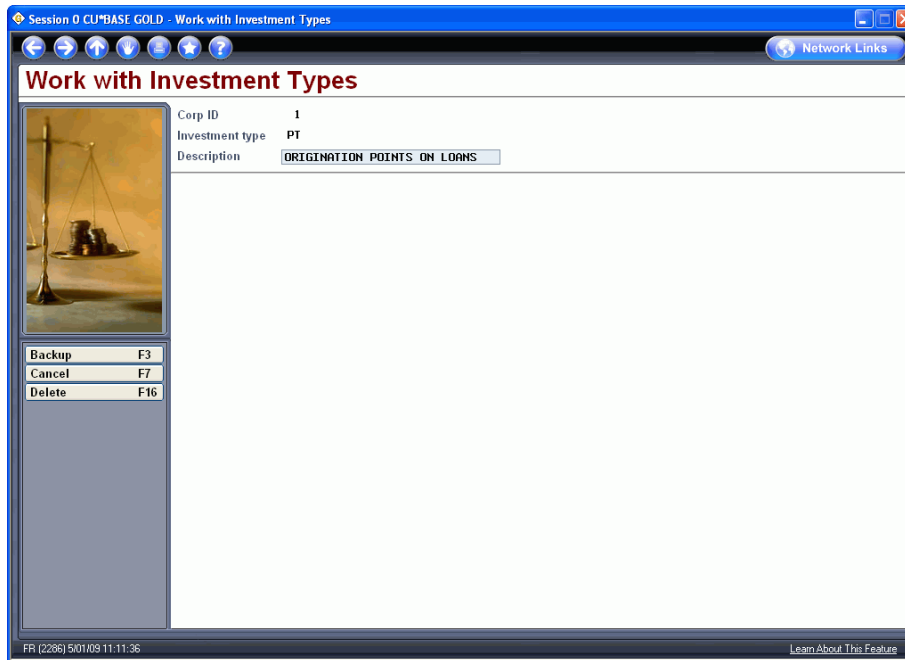 Session 0 CU*BASE GOLD - Work with Investment Types
Network Links
Work with Investment Types
Corp ID 1
Investment type PT
Description ORIGINATION POINTS ON LOANS
Backup F3
Cancel F7
Delete F16
FR (2286) 5/01/09 11:11:36
Learn About This Feature